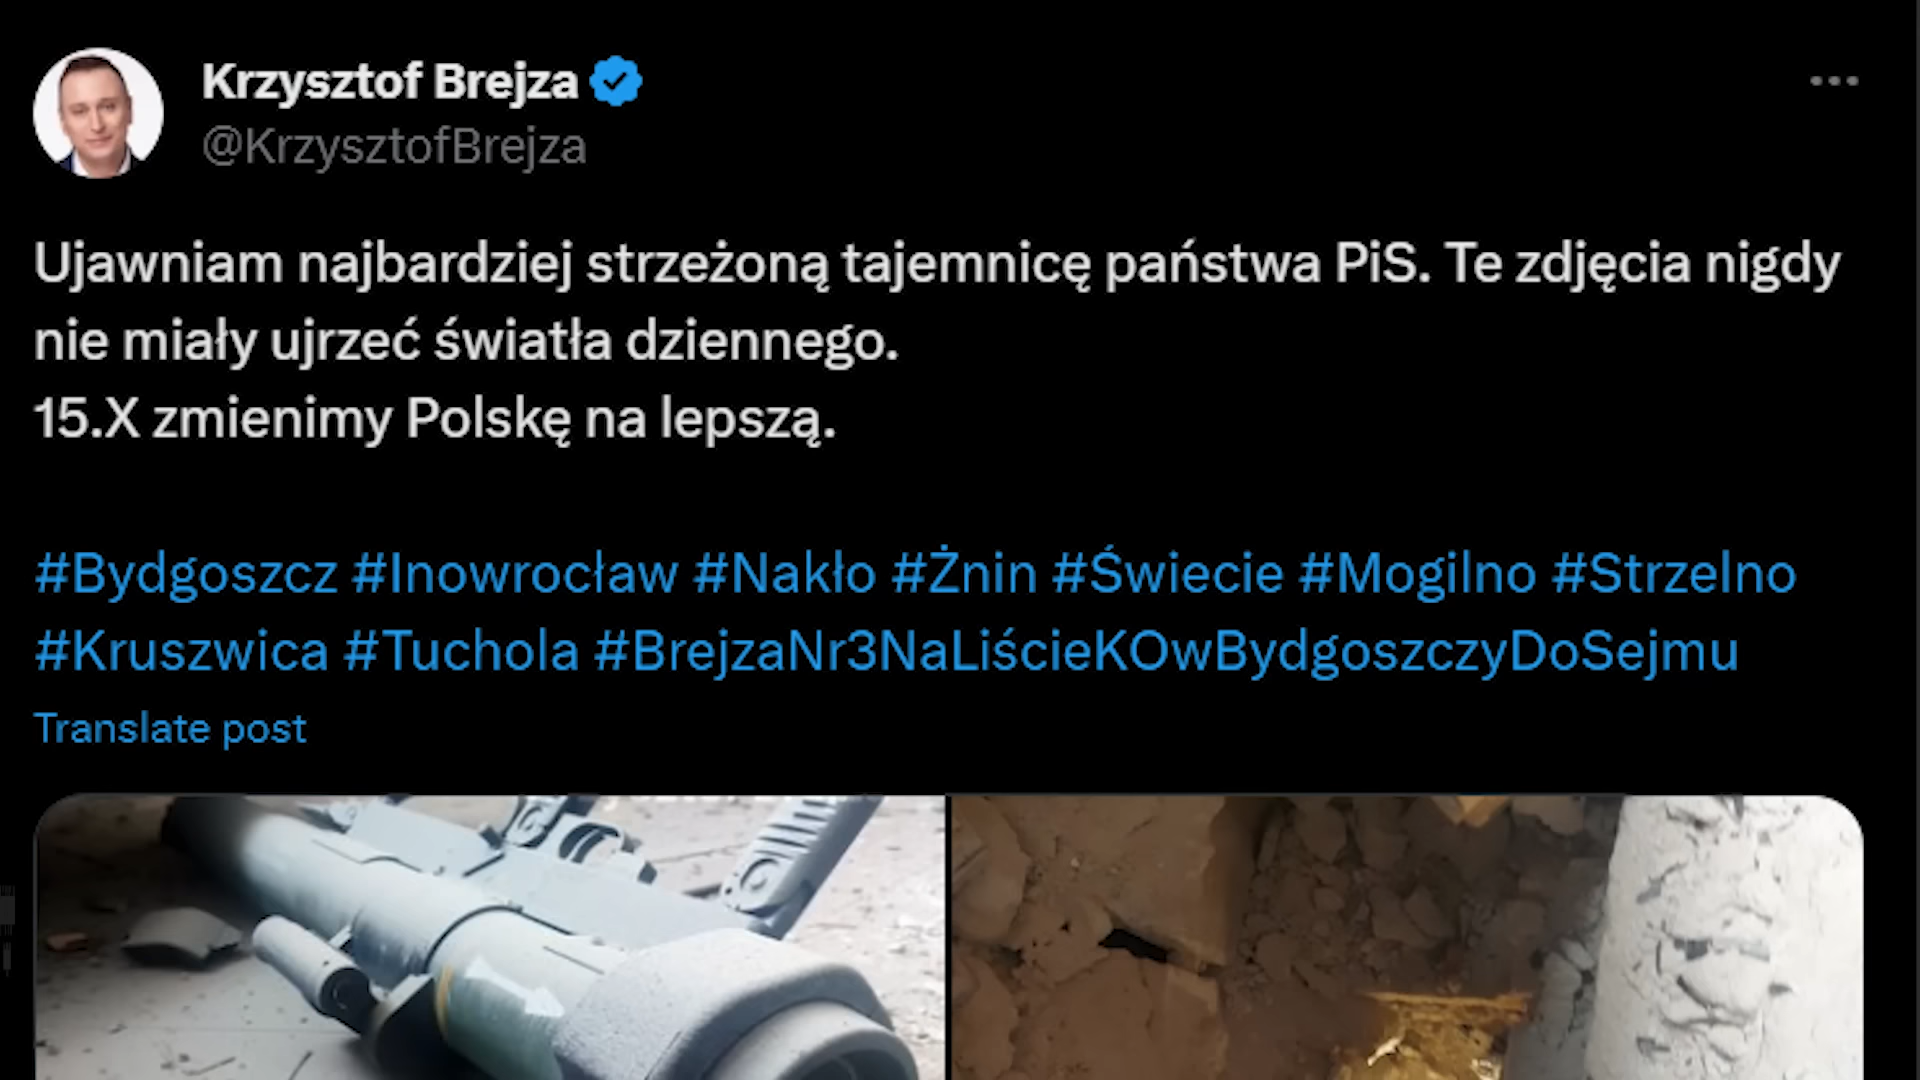 Krzysztof Brejza
@KrzysztofBrejza
Ujawniam najbardziej strzeżoną tajemnicę państwa PiS. Te zdjęcia nigdy
nie miały ujrzeć światła dziennego.
15.X zmienimy Polskę na lepszą.
#Bydgoszcz #Inowrocław #Nakło #Żnin #Świecie #Mogilno #Strzelno
#Kruszwica #Tuchola #BrejzaNr3NaLiścieKOwBydgoszczyDoSejmu
Translate post